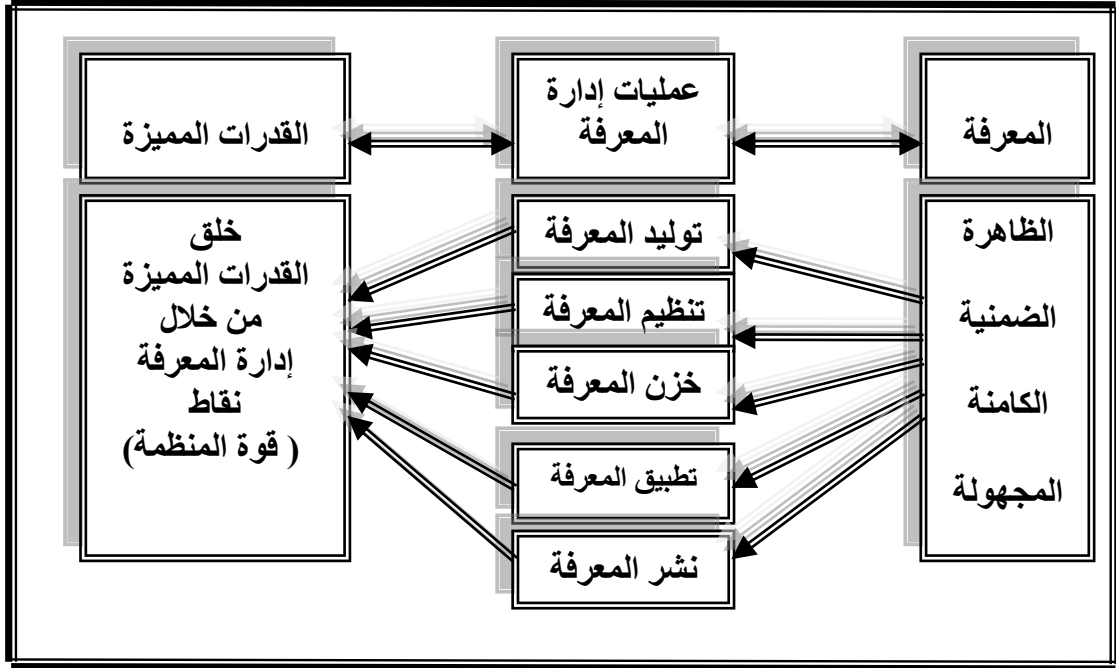 المعرفة
عمليات إدارة
المعرفة
القدرات المميزة
الظاهرة
الضمنية
الكامنة
المجهولة
توليد المعرفة
تنظيم المعرفة
خزن المعرفة
تطبيق المعرفة
نشر المعرفة
خلق
القدرات المميزة
من خلال
إدارة المعرفة
نقاط
( قوة المنظمة)